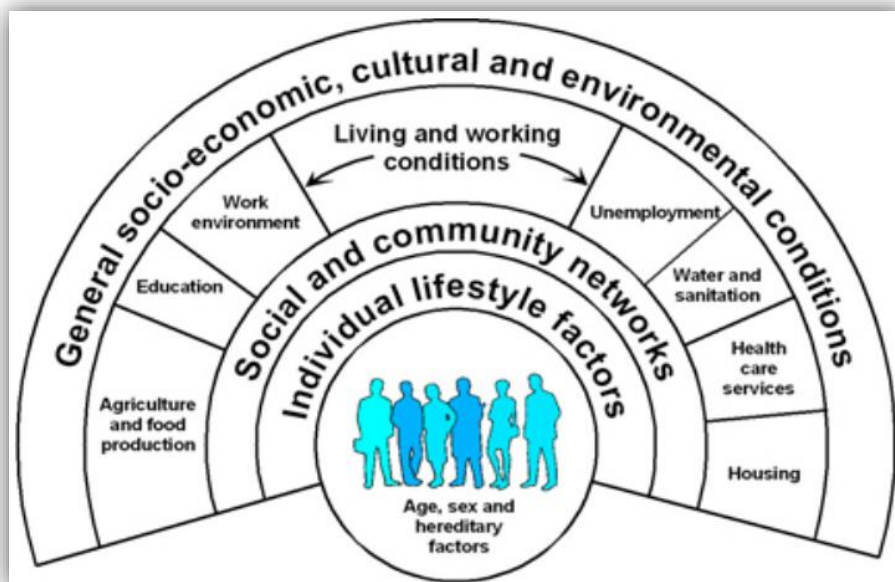 General socio-economic, cultural and environmental conditions
Living and working
conditions
Work
environment
Education
Agriculture
and food
production
Unemployment
Water and
sanitation
Health
care
services
Housing
Social and community networks
Individual lifestyle factors
Age, sex and
hereditary
factors